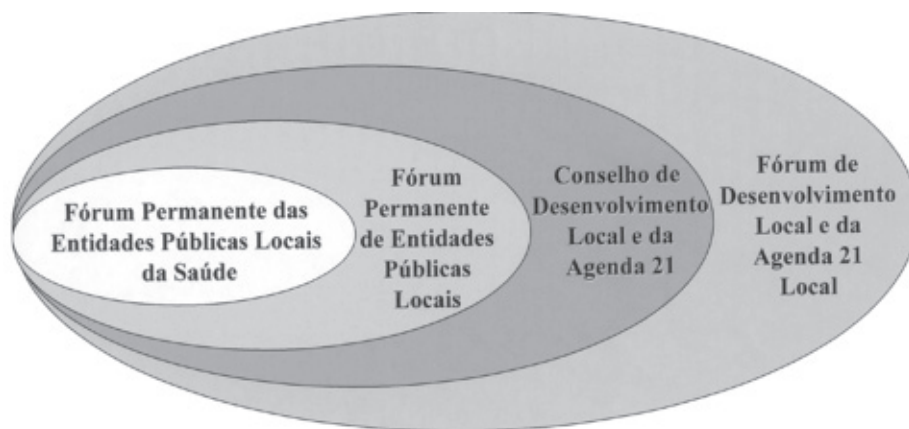 Fórum Permanente das
Entidades Públicas Locais
da Saúde
Fórum
Permanente
de Entidades
Públicas
Locais
Conselho de
Desenvolvimento
Local e da
Agenda 21
Fórum de
Desenvolvimento
Local e da
Agenda 21
Local